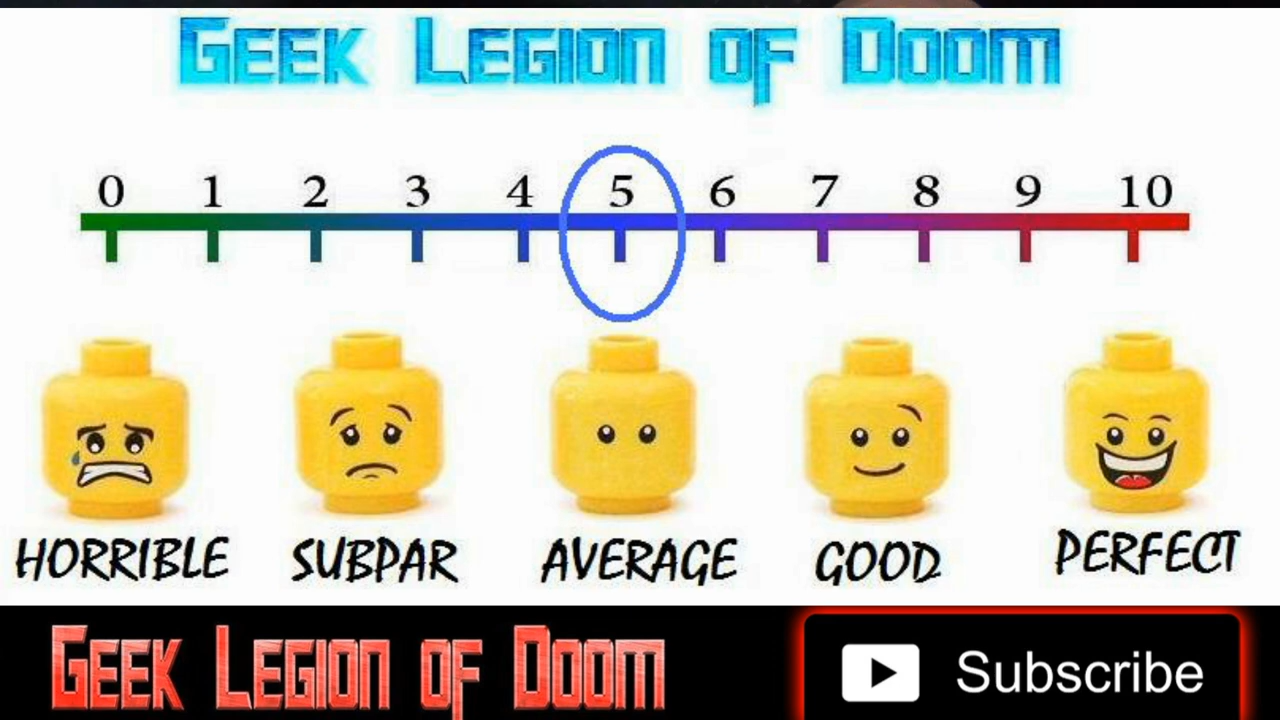 GEEK LEGION OF DOOM
0 1 2 3 4 5 6 7 8 9 10
HORRIBLE SUBPAR AVERAGE GOOD PERFECT
GEEK LEGION OF DOOM
Subscribe